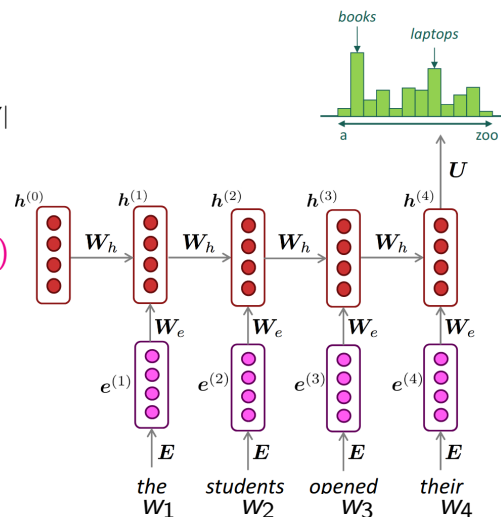 books
laptops
a zoo
|
U
h(0) h(1) h(2) h(3) h(4)
)
W_h W_h W_h W_h
W_e W_e W_e W_e
e(1) e(2) e(3) e(4)
E E E E
the students opened their
W1 W2 W3 W4